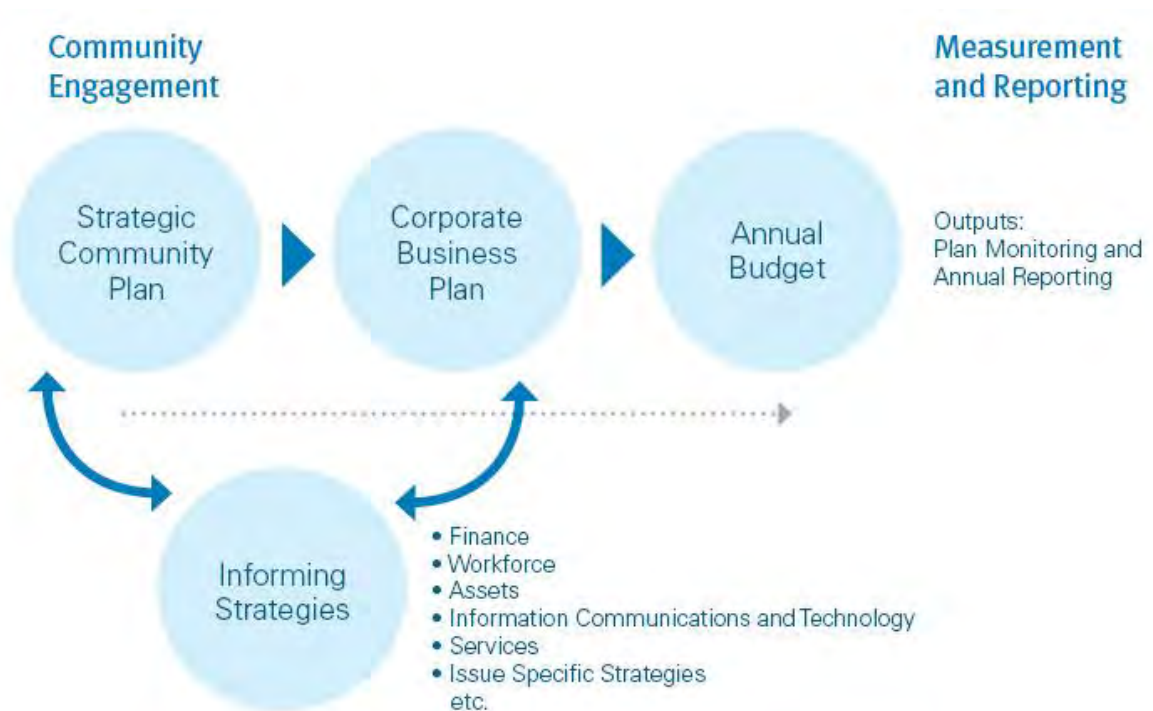 Community
Engagement
Measurement
and Reporting
Strategic
Community
Plan
Corporate
Business
Plan
Annual
Budget
Outputs:
Plan Monitoring and
Annual Reporting
Informing
Strategies
• Finance
• Workforce
• Assets
• Information Communications and Technology
• Services
• Issue Specific Strategies
etc.